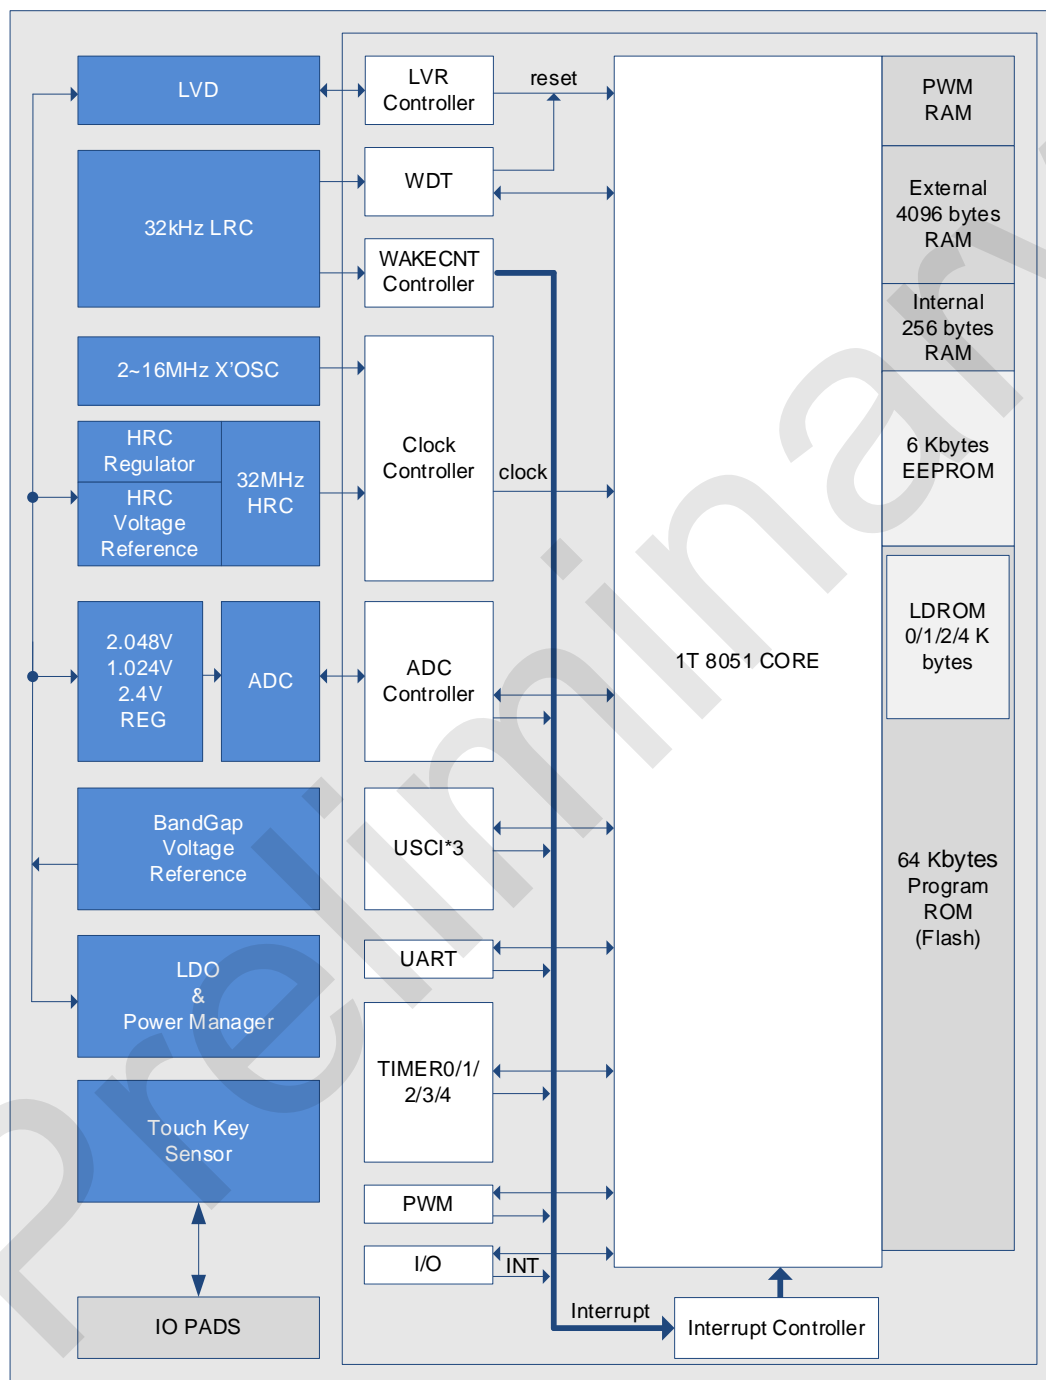 LVD
LVR
Controller
reset
PWM
RAM
32kHz LRC
WDT
WAKECNT
Controller
External
4096 bytes
RAM
Internal
256 bytes
RAM
2~16MHz X'OSC
HRC
Regulator
HRC
Voltage
Reference
32MHz
HRC
Clock
Controller
clock
6 Kbytes
EEPROM
2.048V
1.024V
2.4V
REG
ADC
ADC
Controller
1T 8051 CORE
LDROM
0/1/2/4 K
bytes
BandGap
Voltage
Reference
USCI*3
64 Kbytes
Program
ROM
(Flash)
LDO
&
Power Manager
UART
TIMER0/1/
2/3/4
Touch Key
Sensor
PWM
I/O
INT
IO PADS
Interrupt
Interrupt Controller
Preliminary